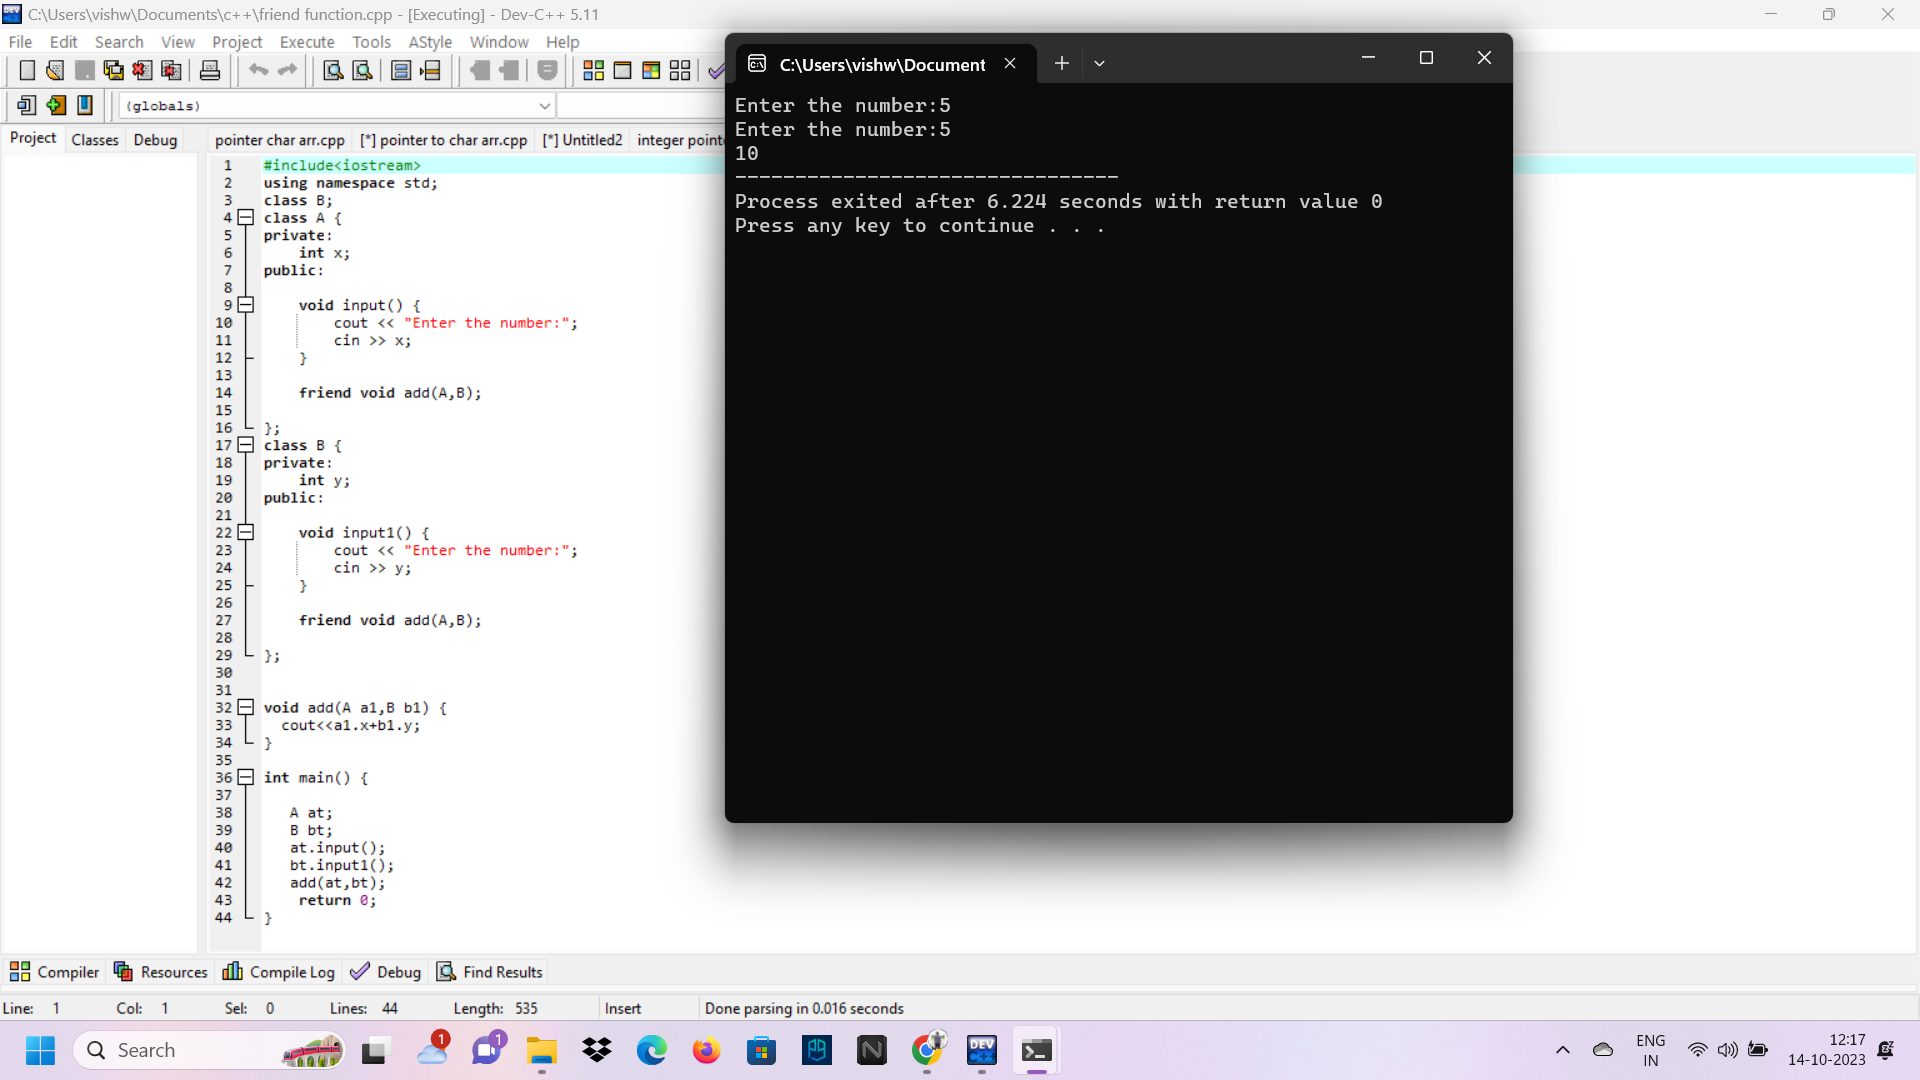 C:\Users\vishw\Documents\c++\friend function.cpp - [Executing] - Dev-C++ 5.11
File Edit Search View Project Execute Tools AStyle Window Help
(globals)
Project Classes Debug
pointer char arr.cpp [*] pointer to char arr.cpp [*] Untitled2 integer point
1 #include<iostream>
2 using namespace std;
3 class B;
4 class A {
5 private:
6 int x;
7 public:
8
9 void input() {
10 cout << "Enter the number:";
11 cin >> x;
12 }
13
14 friend void add(A,B);
15
16 };
17 class B {
18 private:
19 int y;
20 public:
21
22 void input1() {
23 cout << "Enter the number:";
24 cin >> y;
25 }
26
27 friend void add(A,B);
28
29 };
30
31
32 void add(A a1,B b1) {
33 cout<<a1.x+b1.y;
34 }
35
36 int main() {
37
38 A at;
39 B bt;
40 at.input();
41 bt.input1();
42 add(at,bt);
43 return 0;
44 }
C:\Users\vishw\Document
Enter the number:5
Enter the number:5
10
--------------------------------
Process exited after 6.224 seconds with return value 0
Press any key to continue . . .
Compiler Resources Compile Log Debug Find Results
Line: 1 Col: 1 Sel: 0 Lines: 44 Length: 535 Insert Done parsing in 0.016 seconds
Search
1
1
DEV
ENG
IN
12:17
14-10-2023